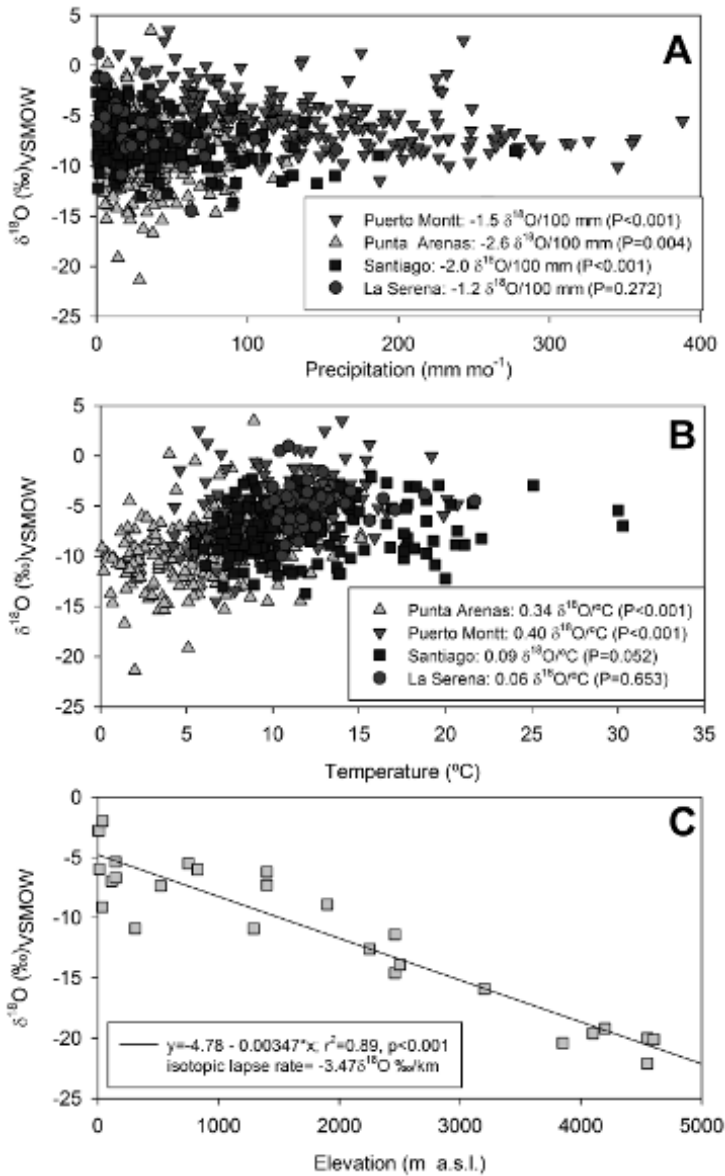 A
5
0
-5
-10
-15
-20
-25
δ¹⁸O (‰)VSMOW
Puerto Montt: -1.5 δ¹⁸O/100 mm (P<0.001)
Punta Arenas: -2.6 δ¹⁸O/100 mm (P=0.004)
Santiago: -2.0 δ¹⁸O/100 mm (P<0.001)
La Serena: -1.2 δ¹⁸O/100 mm (P=0.272)
0 100 200 300 400
Precipitation (mm mo⁻¹)
B
5
0
-5
-10
-15
-20
-25
δ¹⁸O (‰)VSMOW
Punta Arenas: 0.34 δ¹⁸O/ºC (P<0.001)
Puerto Montt: 0.40 δ¹⁸O/ºC (P<0.001)
Santiago: 0.09 δ¹⁸O/ºC (P=0.052)
La Serena: 0.06 δ¹⁸O/ºC (P=0.653)
0 5 10 15 20 25 30 35
Temperature (ºC)
C
0
-5
-10
-15
-20
-25
δ¹⁸O (‰)VSMOW
y=-4.78 - 0.00347*x; r²=0.89, p<0.001
isotopic lapse rate= -3.47δ¹⁸O ‰/km
0 1000 2000 3000 4000 5000
Elevation (m a.s.l.)